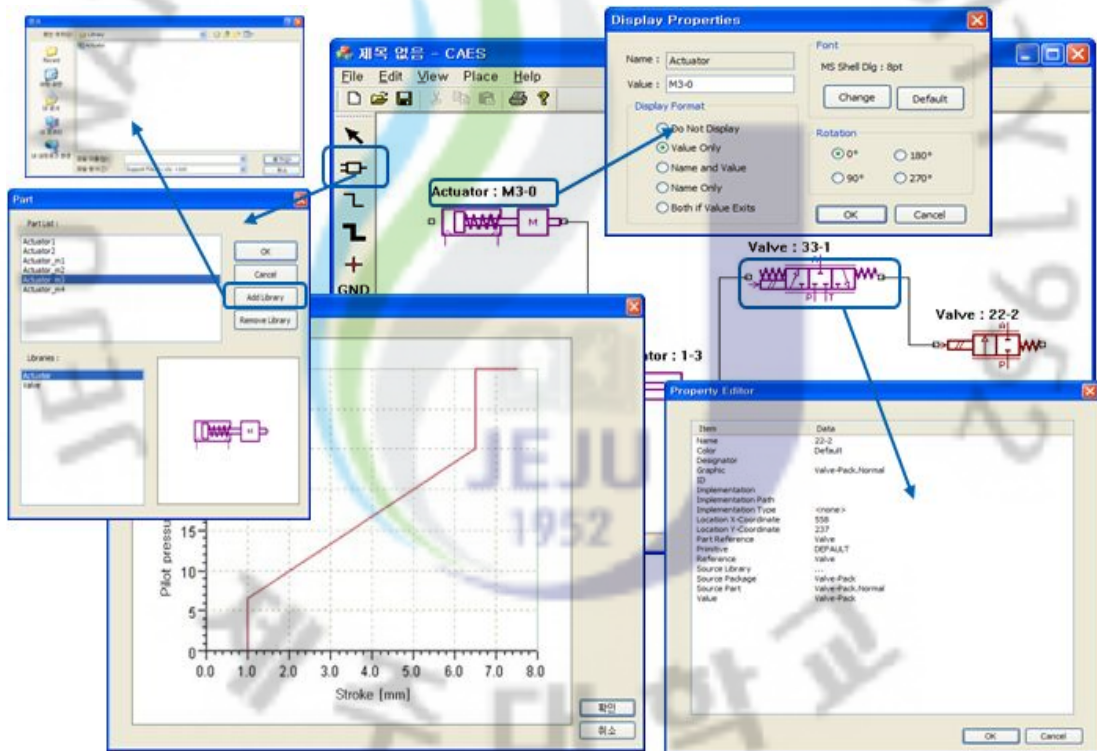 Library
Actuator
Part
Part List :
Actuator1
Actuator2
Actuator_m1
Actuator_m2
Actuator_m3
Actuator_m4
OK
Cancel
Add Library
Remove Library
Libraries :
Actuator
Valve
M
제목 없음 - CAES
File Edit View Place Help
GND
Actuator : M3-0
M
Valve : 33-1
A
P T
Valve : 22-2
A
P
ator : 1-3
Display Properties
Name : Actuator
Value : M3-0
Display Format
Do Not Display
Value Only
Name and Value
Name Only
Both if Value Exits
Font
MS Shell Dlg : 8pt
Change
Default
Rotation
0° 180°
90° 270°
OK
Cancel
Pilot pressu
15
10
5
0
0.0 1.0 2.0 3.0 4.0 5.0 6.0 7.0 8.0
Stroke [mm]
확인
취소
Property Editor
Item Data
Name 22-2
Color Default
Designator
Graphic Valve-Pack.Normal
ID
Implementation
Implementation Path
Implementation Type <none>
Location X-Coordinate 558
Location Y-Coordinate 237
Part Reference Valve
Primitive DEFAULT
Reference Valve
Source Library ...
Source Package Valve-Pack
Source Part Valve-Pack.Normal
Value Valve-Pack
OK
Cancel
JEJU
1952